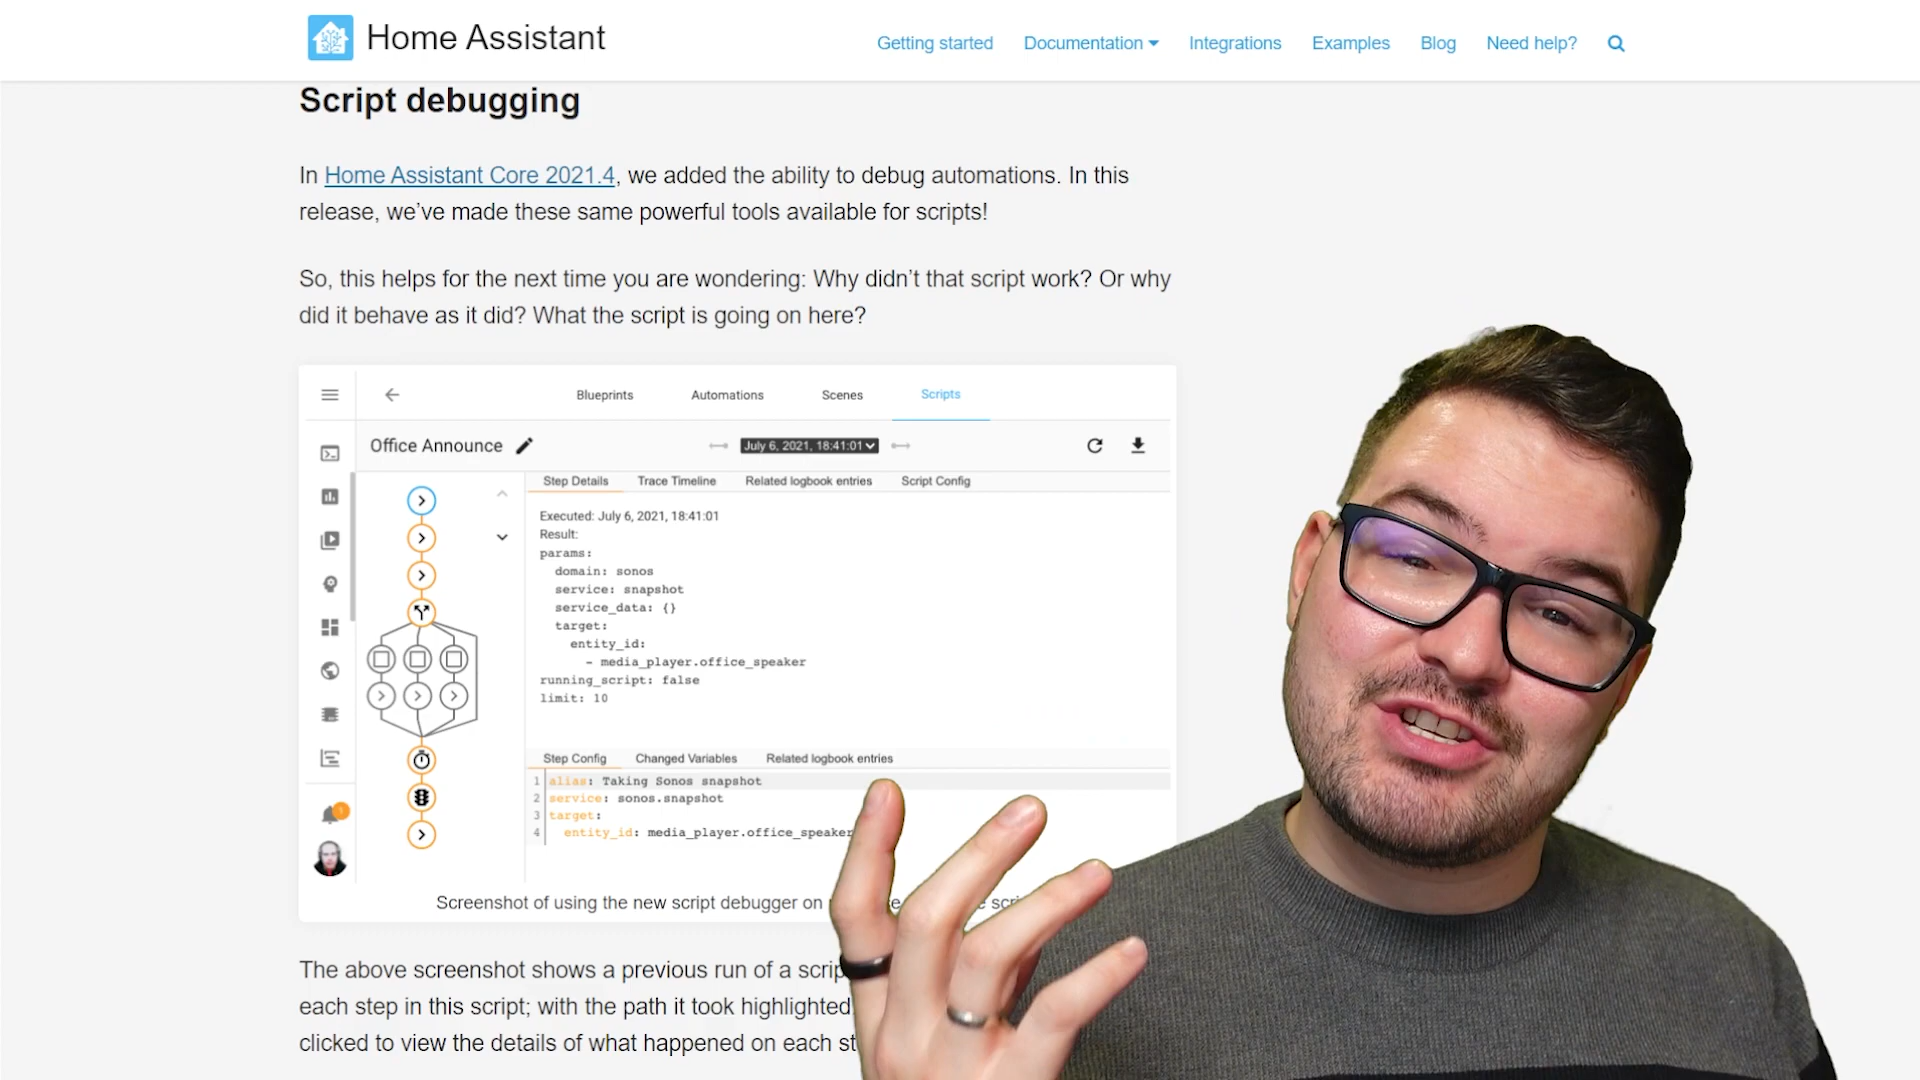 Home Assistant
Getting started Documentation Integrations Examples Blog Need help?
Script debugging
In Home Assistant Core 2021.4, we added the ability to debug automations. In this
release, we’ve made these same powerful tools available for scripts!
So, this helps for the next time you are wondering: Why didn’t that script work? Or why
did it behave as it did? What the script is going on here?
Blueprints Automations Scenes Scripts
Office Announce July 6, 2021, 18:41:01
Step Details Trace Timeline Related logbook entries Script Config
Executed: July 6, 2021, 18:41:01
Result:
params:
domain: sonos
service: snapshot
service_data: {}
target:
entity_id:
- media_player.office_speaker
running_script: false
limit: 10
Step Config Changed Variables Related logbook entries
1 alias: Taking Sonos snapshot
2 service: sonos.snapshot
3 target:
4 entity_id: media_player.office_speaker
1
Screenshot of using the new script debugger on
The above screenshot shows a previous run of a scrip
each step in this script; with the path it took highlighted
clicked to view the details of what happened on each st